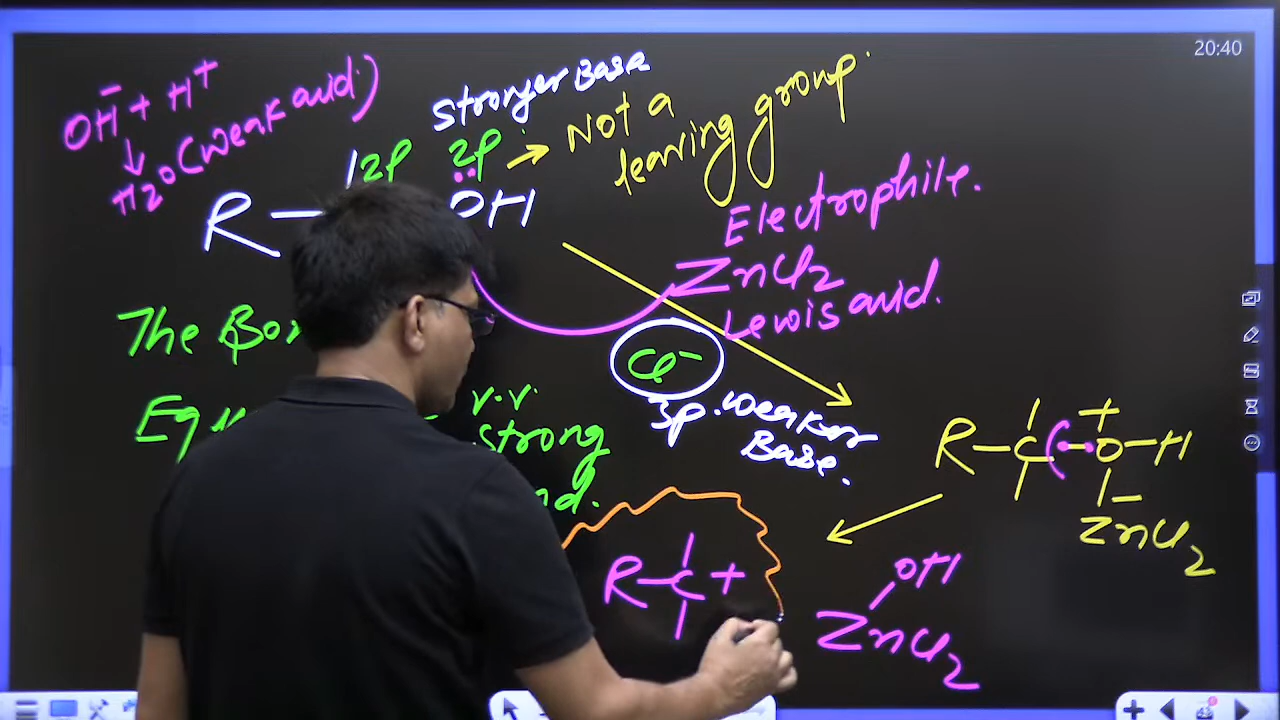 20:40
OH⁻ + H⁺
↓
H2O (weak acid)
Stronger Base
2p 2p → Not a
leaving group.
R — OH
Electrophile.
ZnCl2
Lewis acid.
The
Cl⁻
3p. weaker
Base.
v.v.
strong
R—C—O—H
+
−
ZnCl2
R—C+
OH
ZnCl2